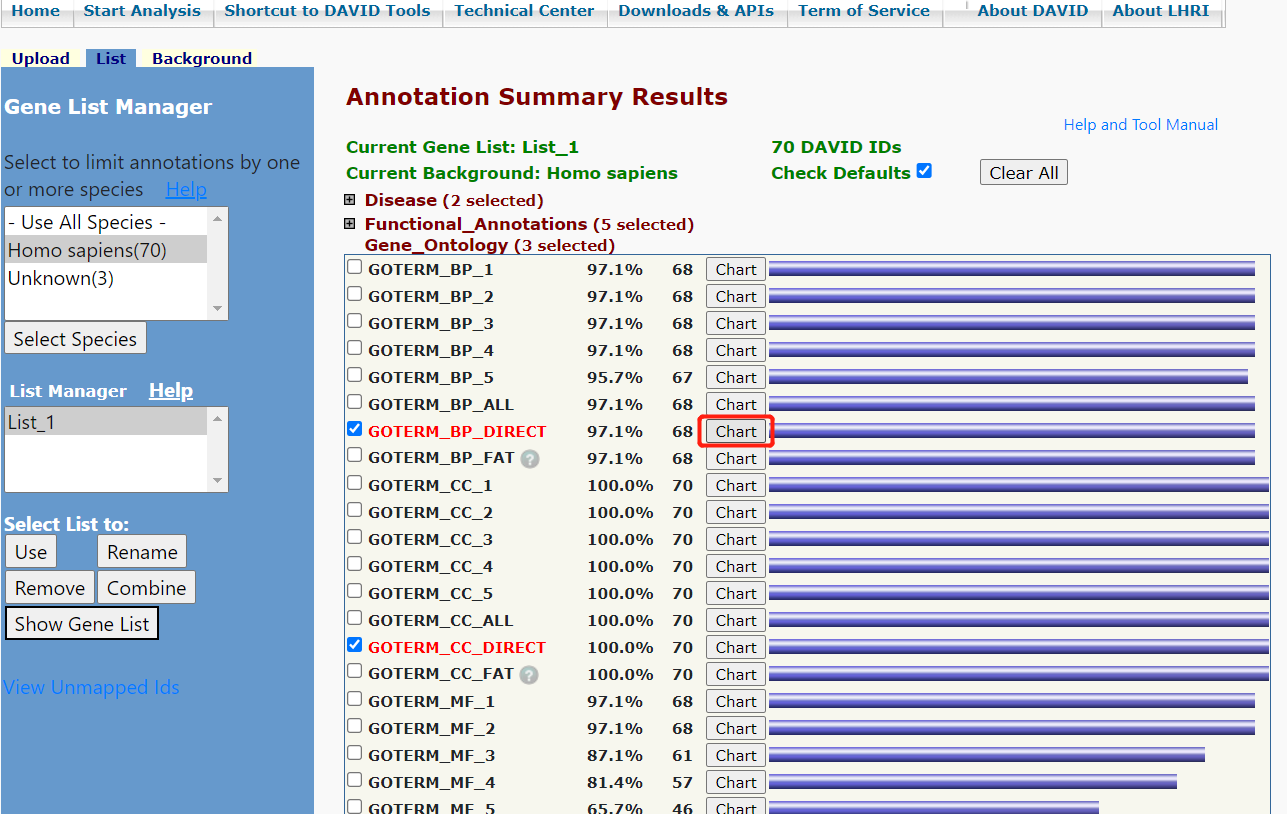 Home Start Analysis Shortcut to DAVID Tools Technical Center Downloads & APIs Term of Service About DAVID About LHRI
Upload List Background
Gene List Manager
Select to limit annotations by one
or more species Help
- Use All Species -
Homo sapiens(70)
Unknown(3)
Select Species
List Manager Help
List_1
Select List to:
Use Rename
Remove Combine
Show Gene List
View Unmapped Ids
Annotation Summary Results
Help and Tool Manual
Current Gene List: List_1 70 DAVID IDs
Current Background: Homo sapiens Check Defaults Clear All
Disease (2 selected)
Functional_Annotations (5 selected)
Gene_Ontology (3 selected)
GOTERM_BP_1 97.1% 68 Chart
GOTERM_BP_2 97.1% 68 Chart
GOTERM_BP_3 97.1% 68 Chart
GOTERM_BP_4 97.1% 68 Chart
GOTERM_BP_5 95.7% 67 Chart
GOTERM_BP_ALL 97.1% 68 Chart
GOTERM_BP_DIRECT 97.1% 68 Chart
GOTERM_BP_FAT ? 97.1% 68 Chart
GOTERM_CC_1 100.0% 70 Chart
GOTERM_CC_2 100.0% 70 Chart
GOTERM_CC_3 100.0% 70 Chart
GOTERM_CC_4 100.0% 70 Chart
GOTERM_CC_5 100.0% 70 Chart
GOTERM_CC_ALL 100.0% 70 Chart
GOTERM_CC_DIRECT 100.0% 70 Chart
GOTERM_CC_FAT ? 100.0% 70 Chart
GOTERM_MF_1 97.1% 68 Chart
GOTERM_MF_2 97.1% 68 Chart
GOTERM_MF_3 87.1% 61 Chart
GOTERM_MF_4 81.4% 57 Chart
GOTERM_MF_5 65.7% 46 Chart